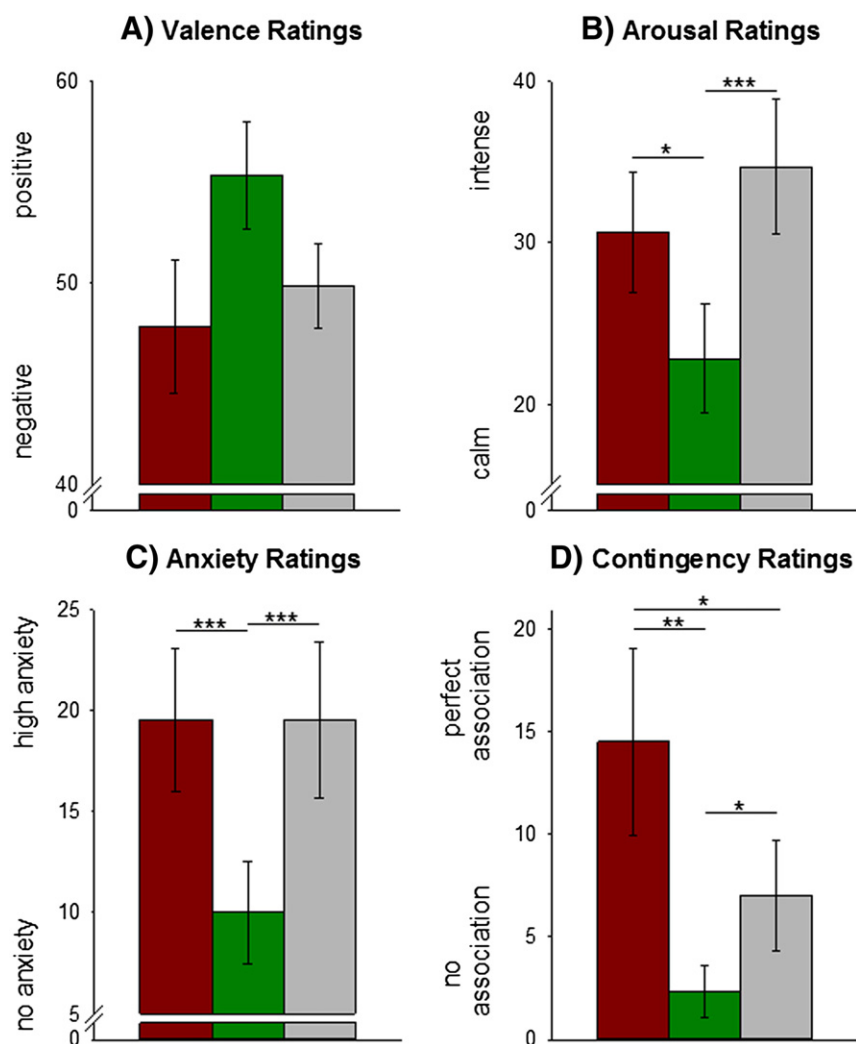 A) Valence Ratings
60
positive
50
negative
40
0
B) Arousal Ratings
40
intense
***
*
30
20
calm
0
C) Anxiety Ratings
25
high anxiety
***
***
20
15
10
no anxiety
5
0
D) Contingency Ratings
*
20
**
perfect
association
15
*
10
no
association
5
0